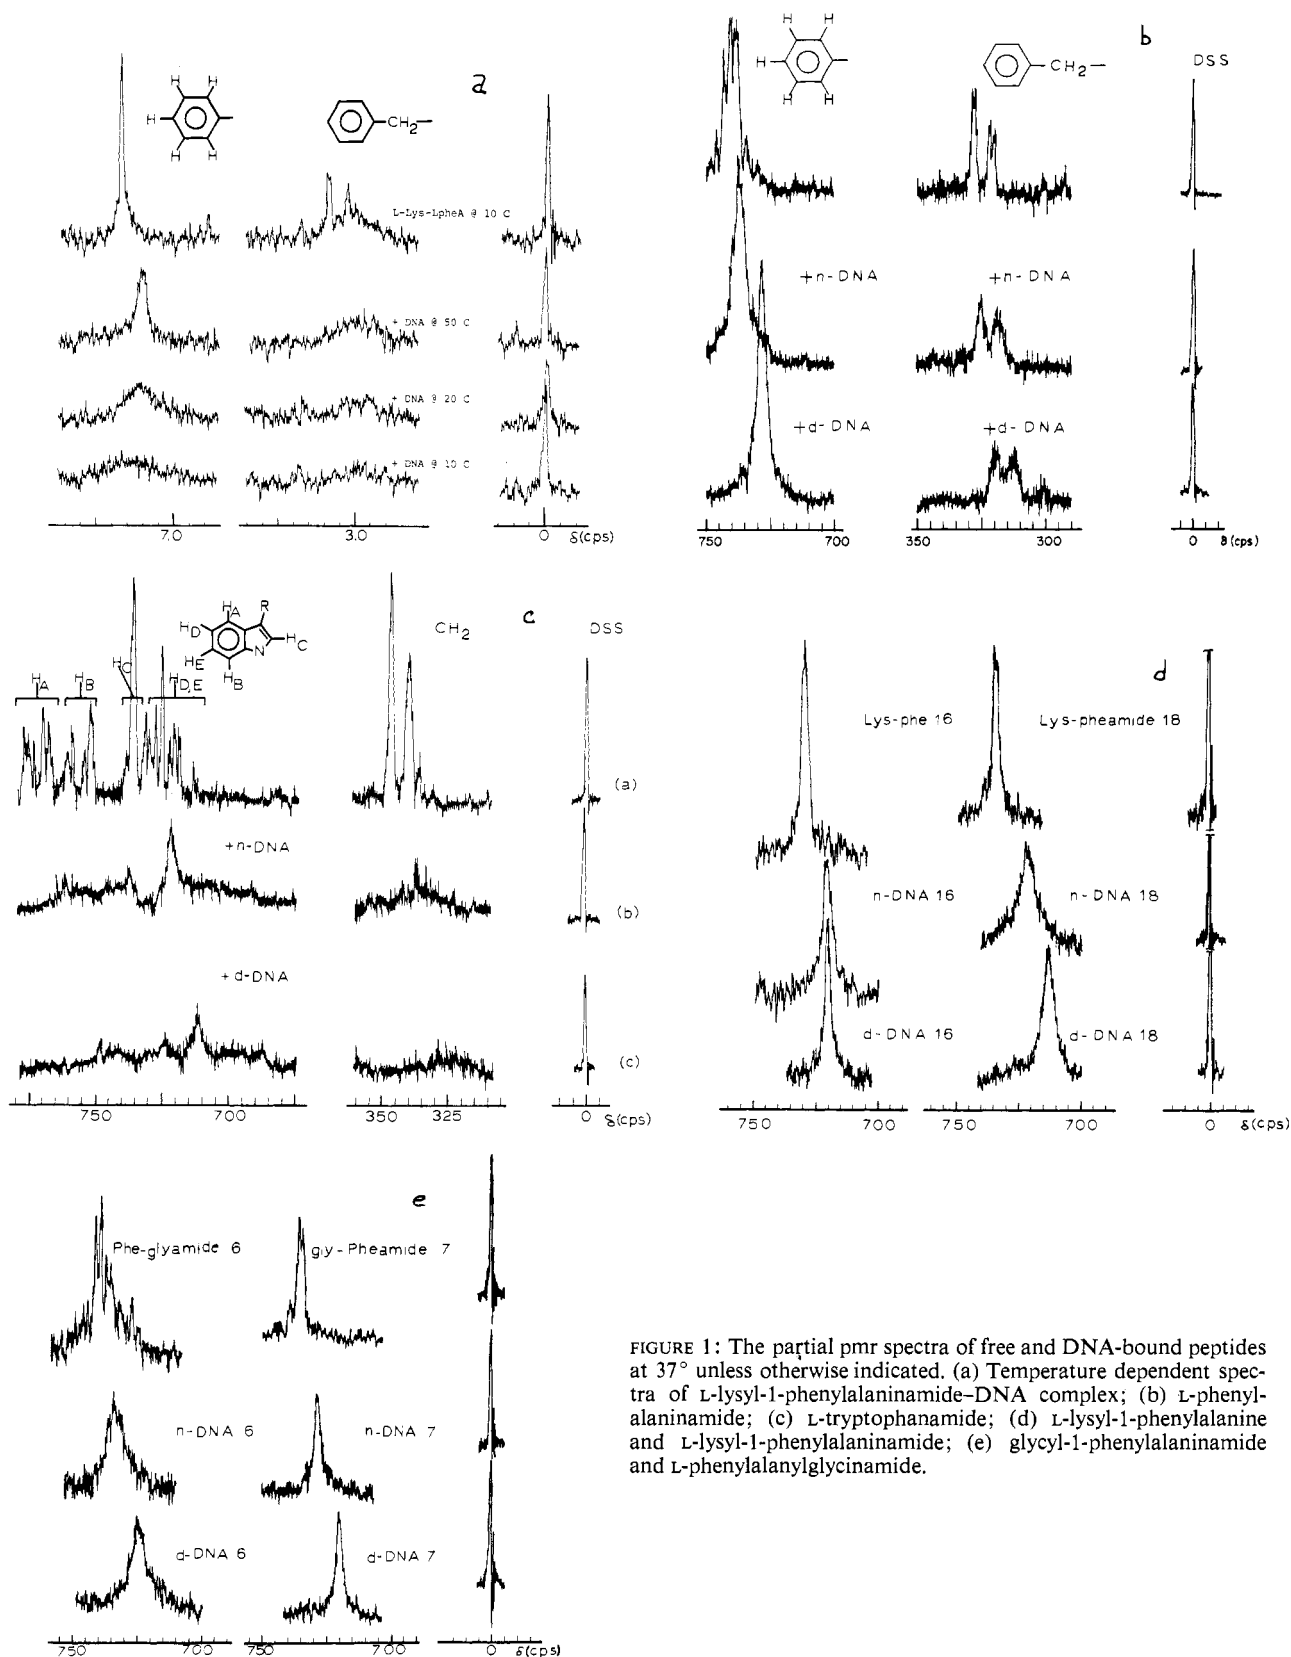 a
H H
H
H H
CH2
L-Lys-LpheA @ 10 C
+ DNA @ 50 C
+ DNA @ 20 C
+ DNA @ 10 C
7.0 3.0 0 δ(cps)
b
H H
H
H H
CH2
DSS
+n-DNA +n-DNA
+d-DNA +d-DNA
750 700 350 300 0 δ(cps)
c
HA R
HD
HC
HE N
HB
HA HB HC HD,E
CH2 DSS
(a)
+n-DNA
(b)
+d-DNA
(c)
750 700 350 325 0 δ(cps)
d
Lys-phe 16 Lys-pheamide 18
n-DNA 16 n-DNA 18
d-DNA 16 d-DNA 18
750 700 750 700 0 δ(cps)
e
Phe-glyamide 6 gly-Pheamide 7
n-DNA 6 n-DNA 7
d-DNA 6 d-DNA 7
750 700 750 700 0 δ(cps)
FIGURE 1: The partial pmr spectra of free and DNA-bound peptides
at 37° unless otherwise indicated. (a) Temperature dependent spec-
tra of L-lysyl-1-phenylalaninamide–DNA complex; (b) L-phenyl-
alaninamide; (c) L-tryptophanamide; (d) L-lysyl-1-phenylalanine
and L-lysyl-1-phenylalaninamide; (e) glycyl-1-phenylalaninamide
and L-phenylalanylglycinamide.